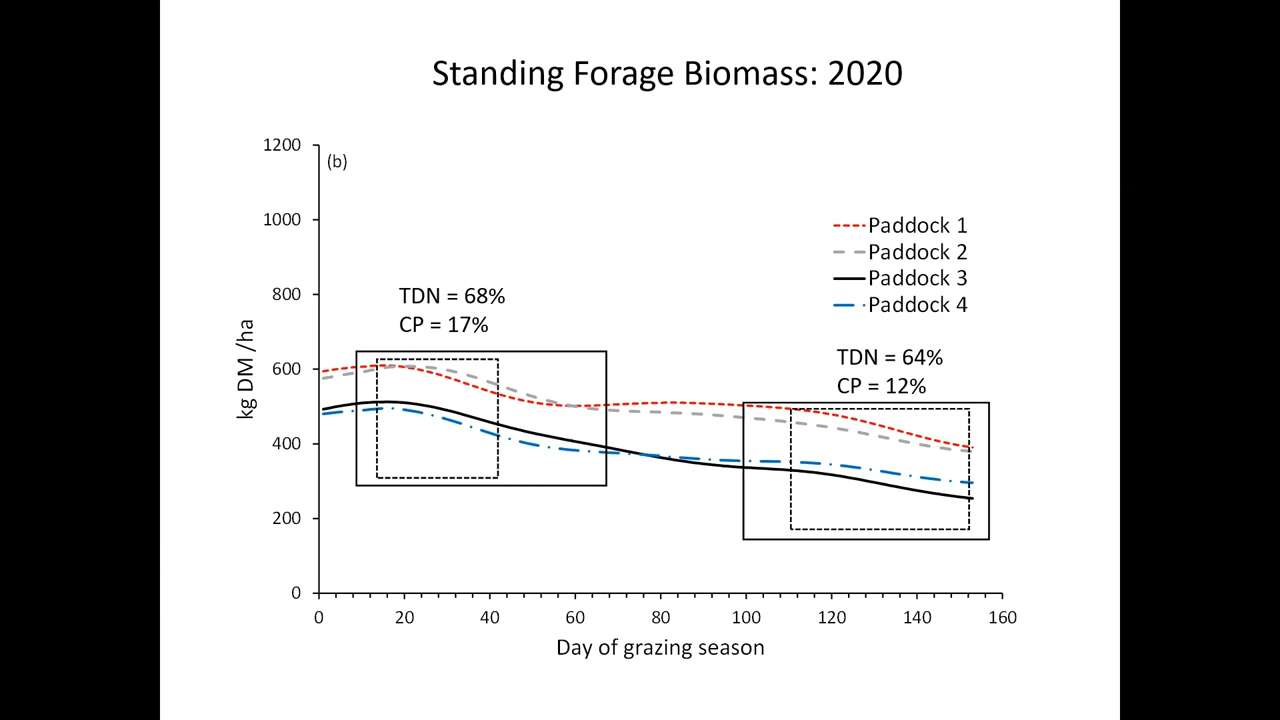 Standing Forage Biomass: 2020
1200
(b)
1000
800
600
400
200
0
kg DM /ha
Paddock 1
Paddock 2
Paddock 3
Paddock 4
TDN = 68%
CP = 17%
TDN = 64%
CP = 12%
0 20 40 60 80 100 120 140 160
Day of grazing season